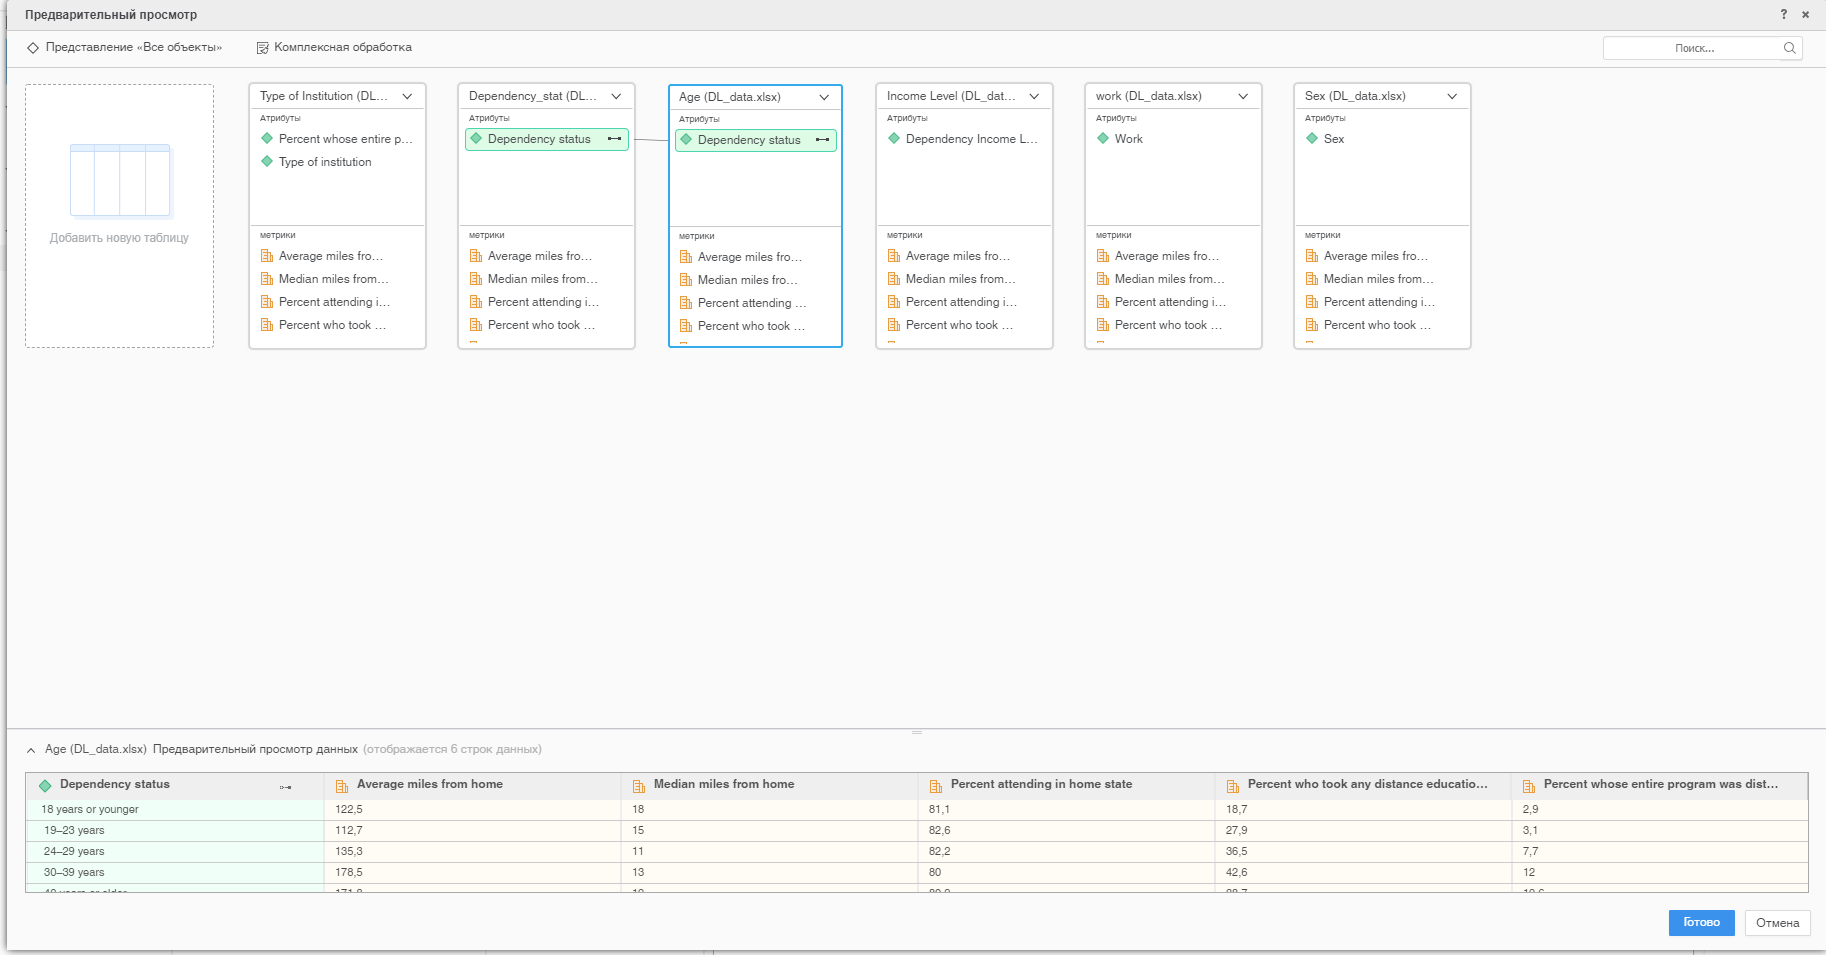 Предварительный просмотр
? ×
Представление «Все объекты»
Комплексная обработка
Поиск...
Добавить новую таблицу
Type of Institution (DL...
Атрибуты
Percent whose entire p...
Type of institution
метрики
Average miles fro...
Median miles from...
Percent attending i...
Percent who took ...
Dependency_stat (DL...
Атрибуты
Dependency status
метрики
Average miles fro...
Median miles from...
Percent attending i...
Percent who took ...
Age (DL_data.xlsx)
Атрибуты
Dependency status
метрики
Average miles fro...
Median miles fro...
Percent attending ...
Percent who took ...
Income Level (DL_dat...
Атрибуты
Dependency Income L...
метрики
Average miles fro...
Median miles from...
Percent attending i...
Percent who took ...
work (DL_data.xlsx)
Атрибуты
Work
метрики
Average miles fro...
Median miles from...
Percent attending i...
Percent who took ...
Sex (DL_data.xlsx)
Атрибуты
Sex
метрики
Average miles fro...
Median miles from...
Percent attending i...
Percent who took ...
Age (DL_data.xlsx) Предварительный просмотр данных (отображается 6 строк данных)
Dependency status Average miles from home Median miles from home Percent attending in home state Percent who took any distance educatio... Percent whose entire program was dist...
18 years or younger 122,5 18 81,1 18,7 2,9
19–23 years 112,7 15 82,6 27,9 3,1
24–29 years 135,3 11 82,2 36,5 7,7
30–39 years 178,5 13 80 42,6 12
Готово Отмена